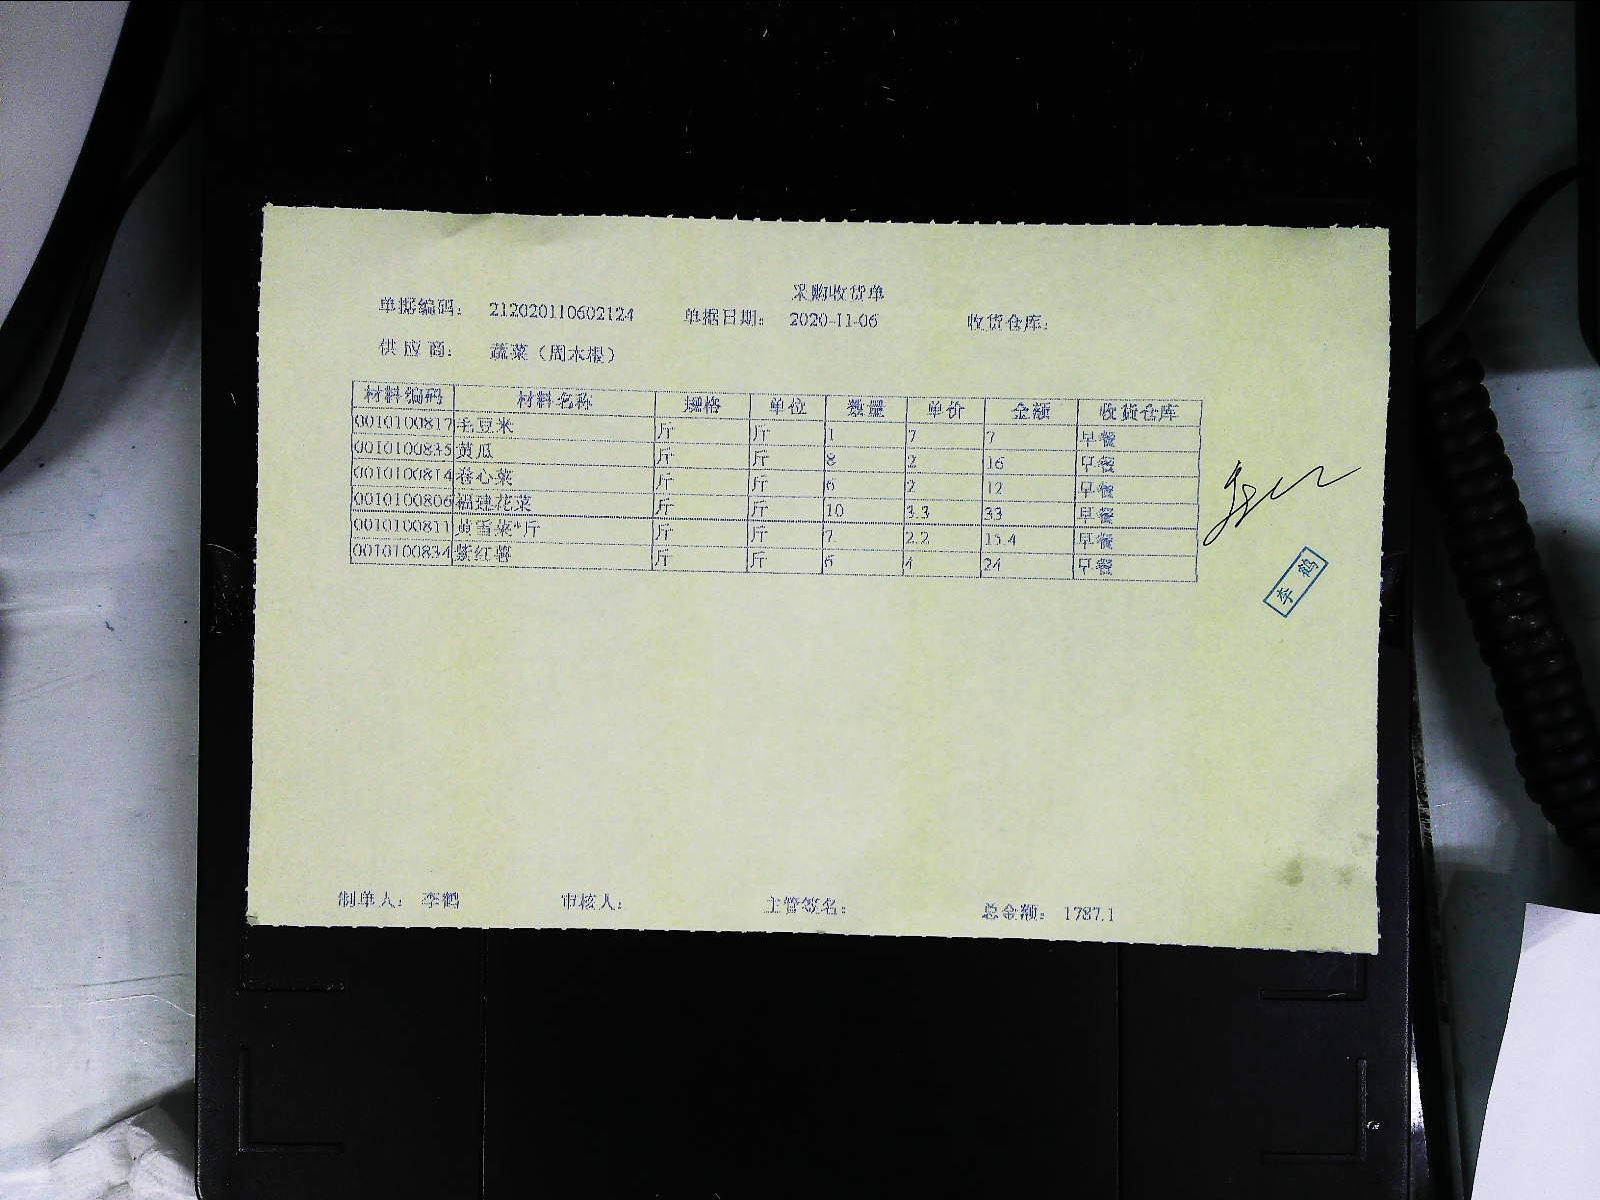 采购收货单
单据编码： 212020110602124 单据日期： 2020-11-06 收货仓库：
供 应 商： 蔬菜（周木根）
材料编码 材料名称 规格 单位 数量 单价 金额 收货仓库
0010100817 毛豆米 斤 斤 1 7 7 早餐
0010100835 黄瓜 斤 斤 8 2 16 早餐
0010100814 卷心菜 斤 斤 6 2 12 早餐
0010100806 福建花菜 斤 斤 10 3.3 33 早餐
0010100811 黄雷菜*斤 斤 斤 7 2.2 15.4 早餐
0010100834 紫红薯 斤 斤 6 4 24 早餐
李鹤
制单人： 李鹤 审核人： 主管签名： 总金额： 1787.1